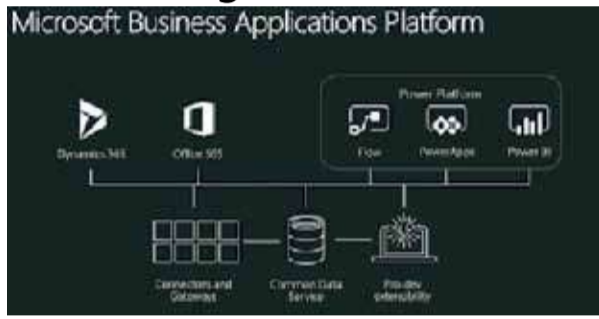 Microsoft Business Applications Platform
Power Platform
Dynamics 365
Office 365
Flow
PowerApps
Power BI
Connectors and
Gateways
Common Data
Service
Pro-dev
extensibility